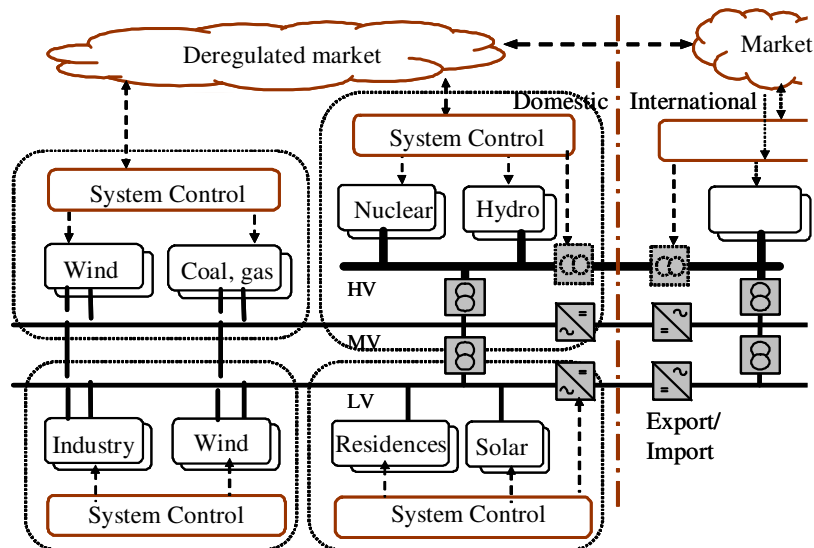 Deregulated market
Market
Domestic
International
System Control
System Control
Nuclear
Hydro
Wind
Coal, gas
HV
MV
LV
Industry
Wind
Residences
Solar
Export/
Import
System Control
System Control